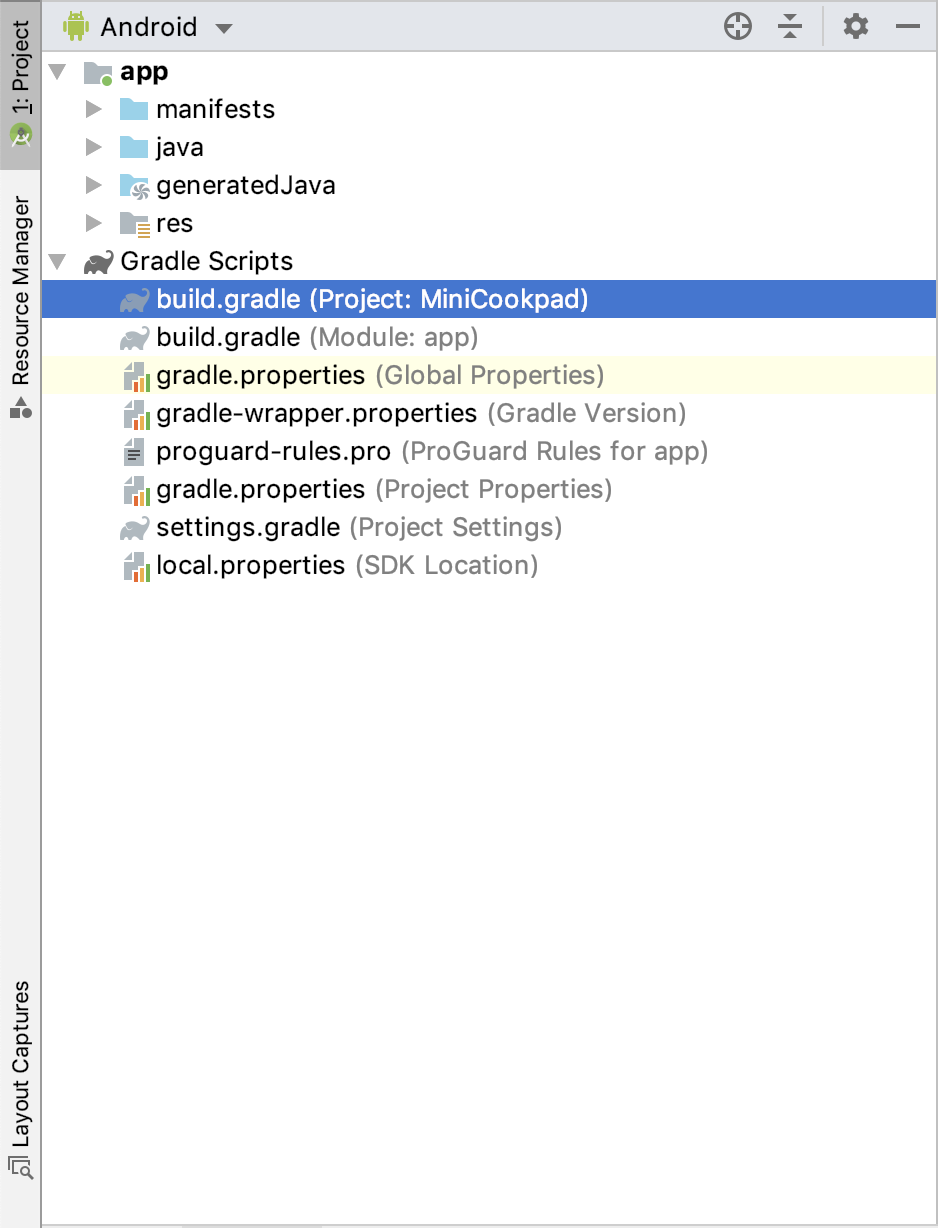 Android
1: Project
Resource Manager
Layout Captures
app
manifests
java
generatedJava
res
Gradle Scripts
build.gradle (Project: MiniCookpad)
build.gradle (Module: app)
gradle.properties (Global Properties)
gradle-wrapper.properties (Gradle Version)
proguard-rules.pro (ProGuard Rules for app)
gradle.properties (Project Properties)
settings.gradle (Project Settings)
local.properties (SDK Location)